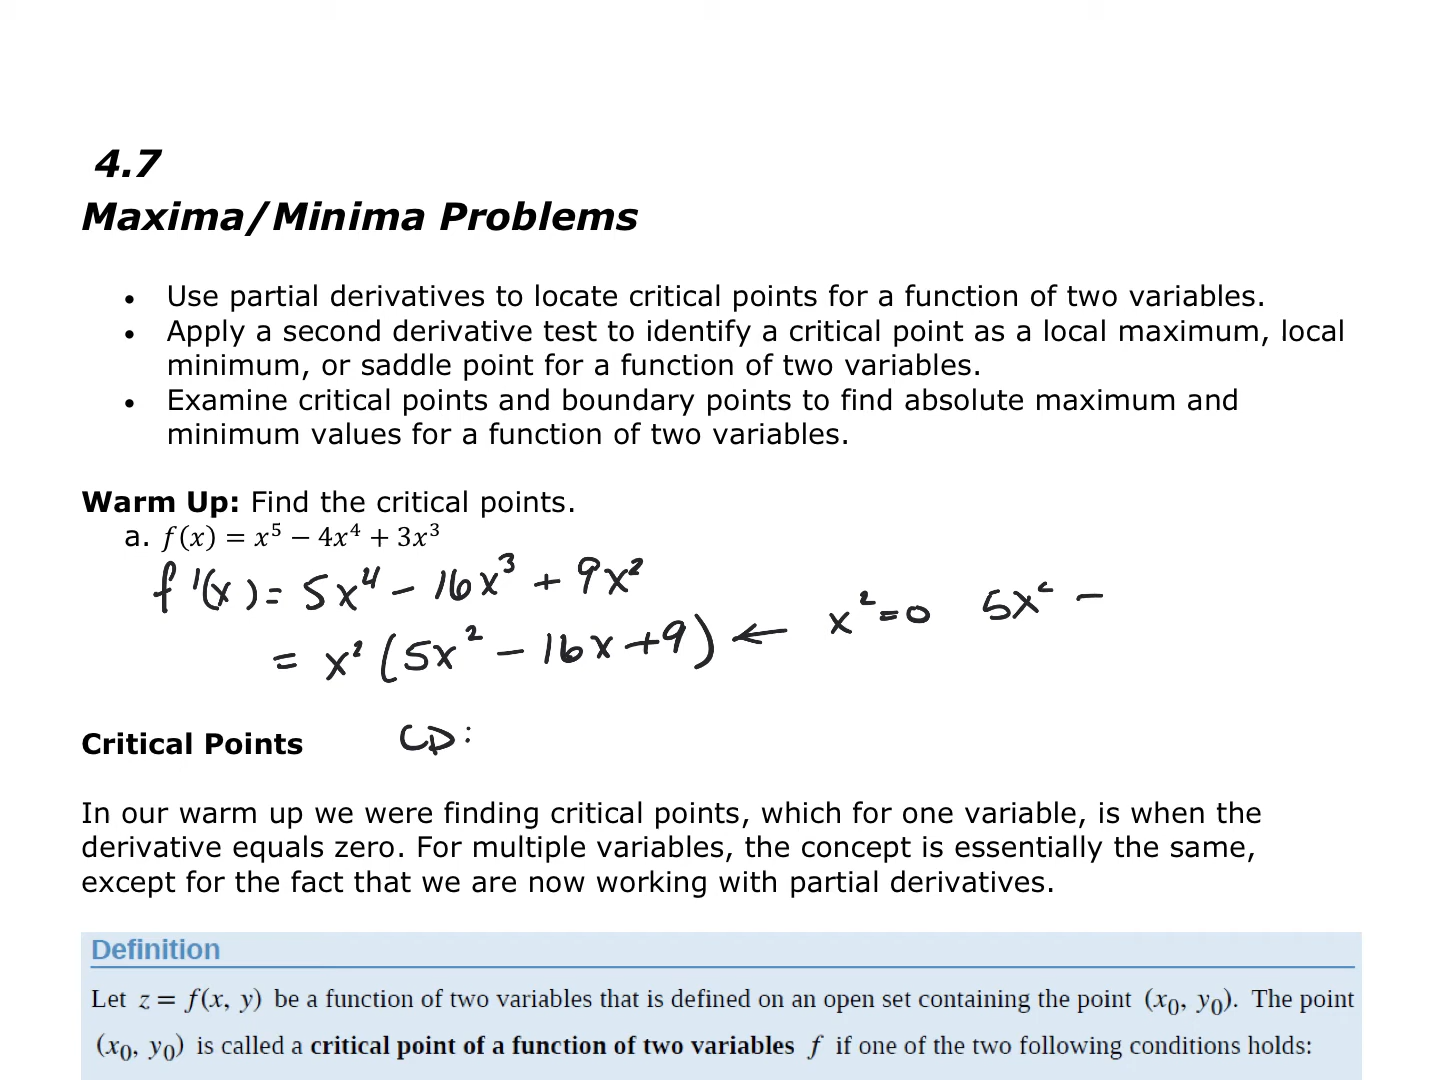 4.7
Maxima/Minima Problems
• Use partial derivatives to locate critical points for a function of two variables.
• Apply a second derivative test to identify a critical point as a local maximum, local
minimum, or saddle point for a function of two variables.
• Examine critical points and boundary points to find absolute maximum and
minimum values for a function of two variables.
Warm Up: Find the critical points.
a. f(x) = x⁵ − 4x⁴ + 3x³
f'(x) = 5x⁴ − 16x³ + 9x²
= x² (5x² − 16x + 9) ← x² = 0 5x² −
Critical Points CD:
In our warm up we were finding critical points, which for one variable, is when the
derivative equals zero. For multiple variables, the concept is essentially the same,
except for the fact that we are now working with partial derivatives.
Definition
Let z = f(x, y) be a function of two variables that is defined on an open set containing the point (x₀, y₀). The point
(x₀, y₀) is called a critical point of a function of two variables f if one of the two following conditions holds: